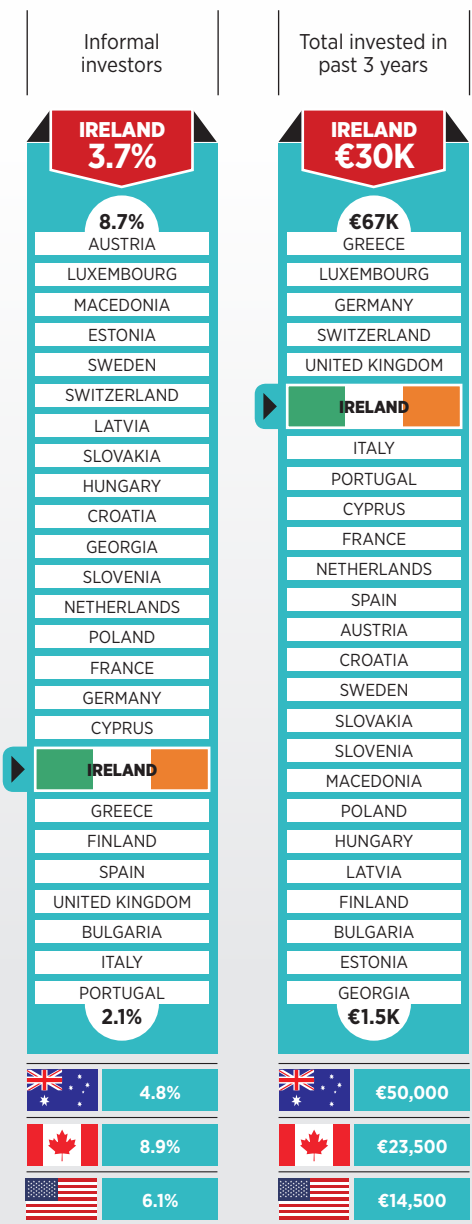 Informal
investors
IRELAND
3.7%
8.7%
AUSTRIA
LUXEMBOURG
MACEDONIA
ESTONIA
SWEDEN
SWITZERLAND
LATVIA
SLOVAKIA
HUNGARY
CROATIA
GEORGIA
SLOVENIA
NETHERLANDS
POLAND
FRANCE
GERMANY
CYPRUS
IRELAND
GREECE
FINLAND
SPAIN
UNITED KINGDOM
BULGARIA
ITALY
PORTUGAL
2.1%
4.8%
8.9%
6.1%
Total invested in
past 3 years
IRELAND
€30K
€67K
GREECE
LUXEMBOURG
GERMANY
SWITZERLAND
UNITED KINGDOM
IRELAND
ITALY
PORTUGAL
CYPRUS
FRANCE
NETHERLANDS
SPAIN
AUSTRIA
CROATIA
SWEDEN
SLOVAKIA
SLOVENIA
MACEDONIA
POLAND
HUNGARY
LATVIA
FINLAND
BULGARIA
ESTONIA
GEORGIA
€1.5K
€50,000
€23,500
€14,500